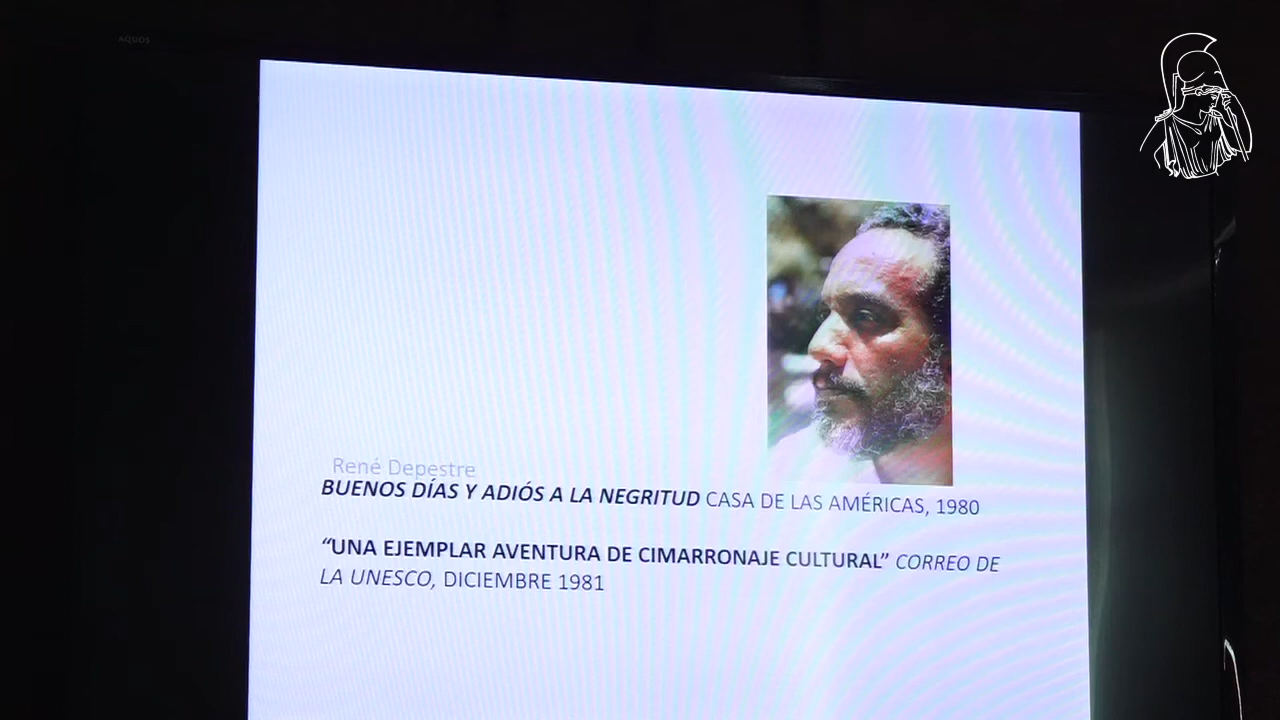 AQUOS
René Depestre
BUENOS DÍAS Y ADIÓS A LA NEGRITUD CASA DE LAS AMÉRICAS, 1980
“UNA EJEMPLAR AVENTURA DE CIMARRONAJE CULTURAL” CORREO DE
LA UNESCO, DICIEMBRE 1981